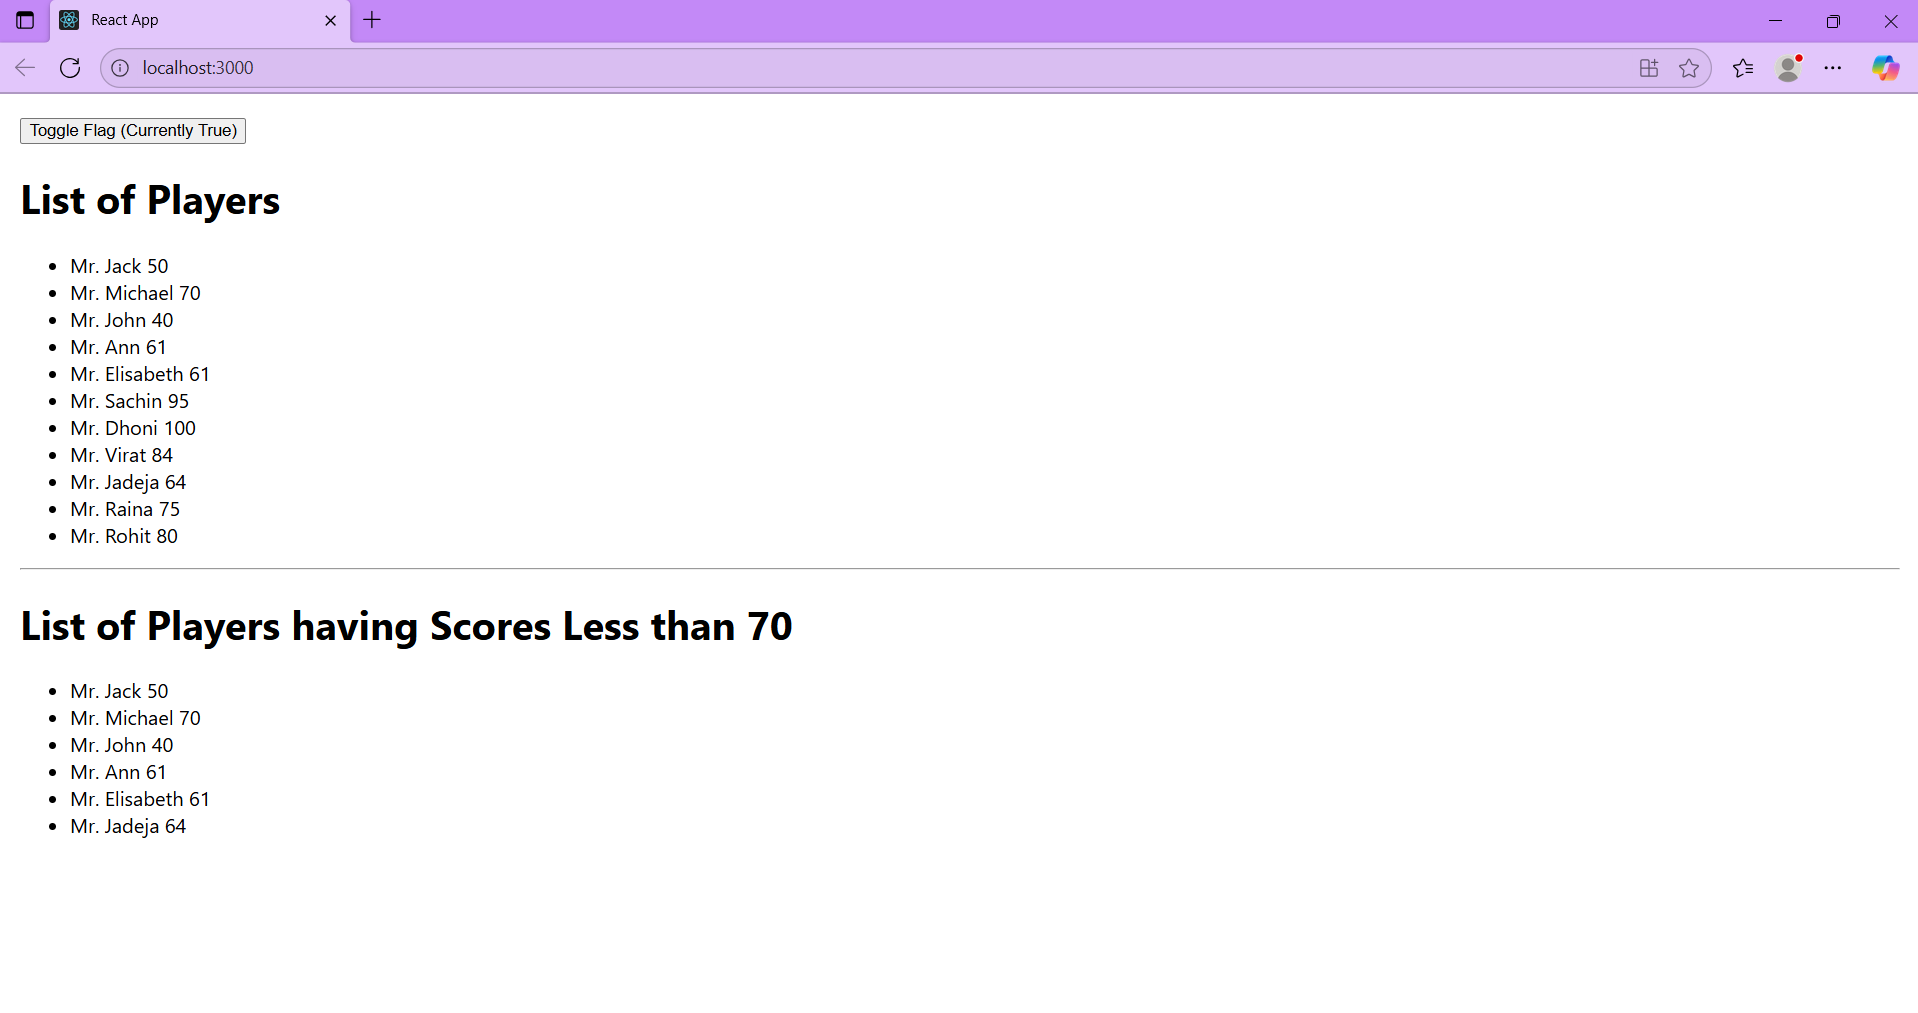 React App
localhost:3000
Toggle Flag (Currently True)
List of Players
Mr. Jack 50
Mr. Michael 70
Mr. John 40
Mr. Ann 61
Mr. Elisabeth 61
Mr. Sachin 95
Mr. Dhoni 100
Mr. Virat 84
Mr. Jadeja 64
Mr. Raina 75
Mr. Rohit 80
List of Players having Scores Less than 70
Mr. Jack 50
Mr. Michael 70
Mr. John 40
Mr. Ann 61
Mr. Elisabeth 61
Mr. Jadeja 64